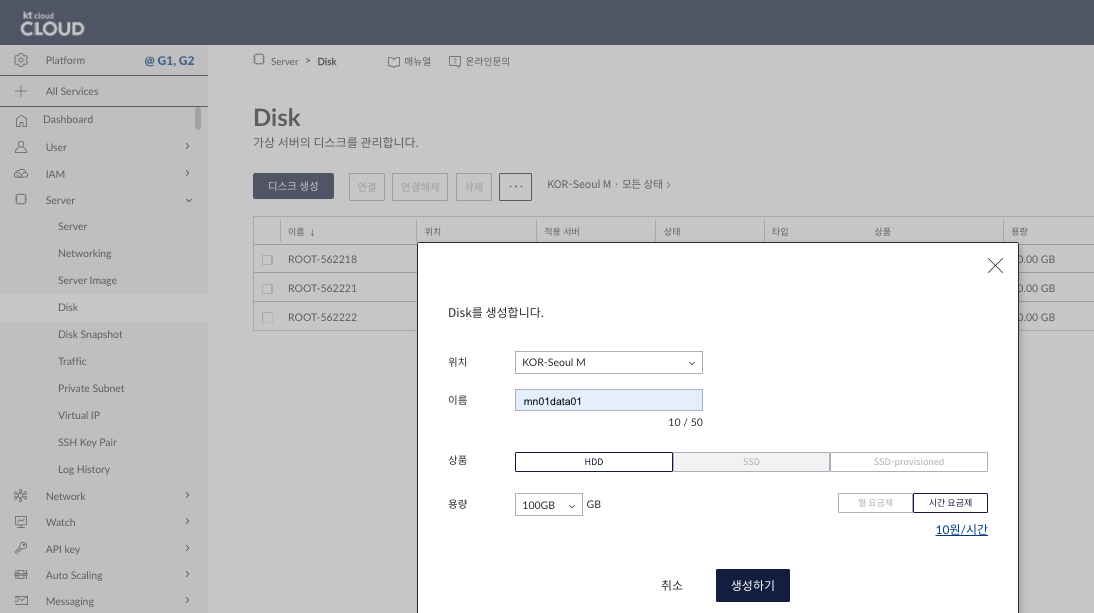 kt cloud
CLOUD
Platform @ G1, G2
All Services
Dashboard
User
IAM
Server
Server
Networking
Server Image
Disk
Disk Snapshot
Traffic
Private Subnet
Virtual IP
SSH Key Pair
Log History
Network
Watch
API key
Auto Scaling
Messaging
Server > Disk 매뉴얼 온라인문의
Disk
가상 서버의 디스크를 관리합니다.
디스크 생성 연결 연결해제 삭제 ... KOR-Seoul M · 모든 상태 >
이름 ↓ 위치 적용 서버 상태 타입 상품 용량
ROOT-562218 0.00 GB
ROOT-562221 0.00 GB
ROOT-562222 0.00 GB
Disk를 생성합니다.
위치 KOR-Seoul M
이름 mn01data01
10 / 50
상품 HDD SSD SSD-provisioned
용량 100GB GB 월 요금제 시간 요금제
10원/시간
취소 생성하기